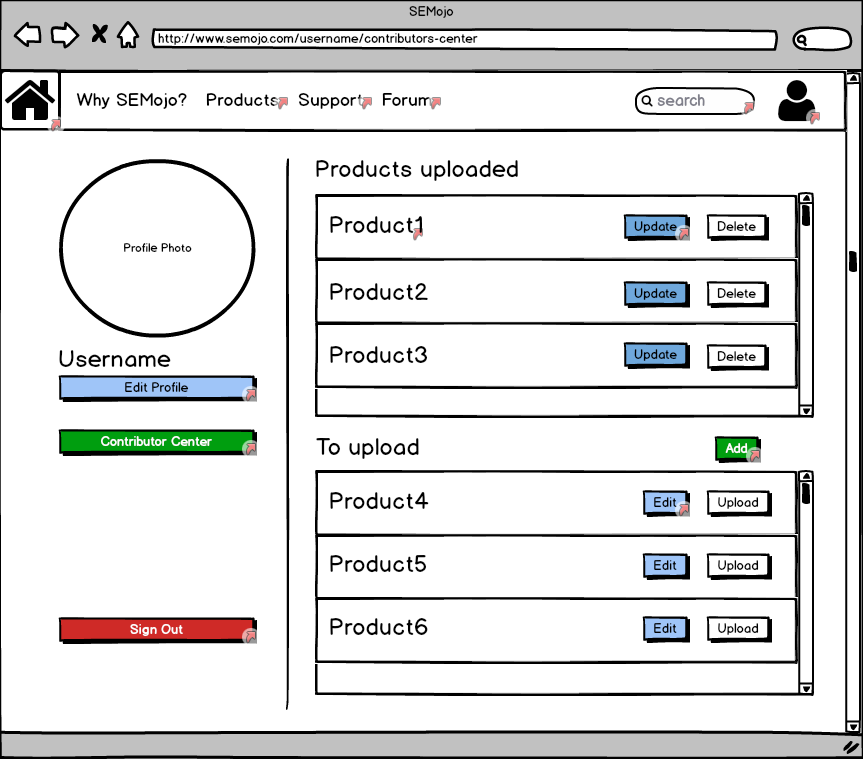 SEMojo
http://www.semojo.com/username/contributors-center
Why SEMojo? Products Support Forum search
Profile Photo
Username
Edit Profile
Contributor Center
Sign Out
Products uploaded
Product1 Update Delete
Product2 Update Delete
Product3 Update Delete
To upload Add
Product4 Edit Upload
Product5 Edit Upload
Product6 Edit Upload